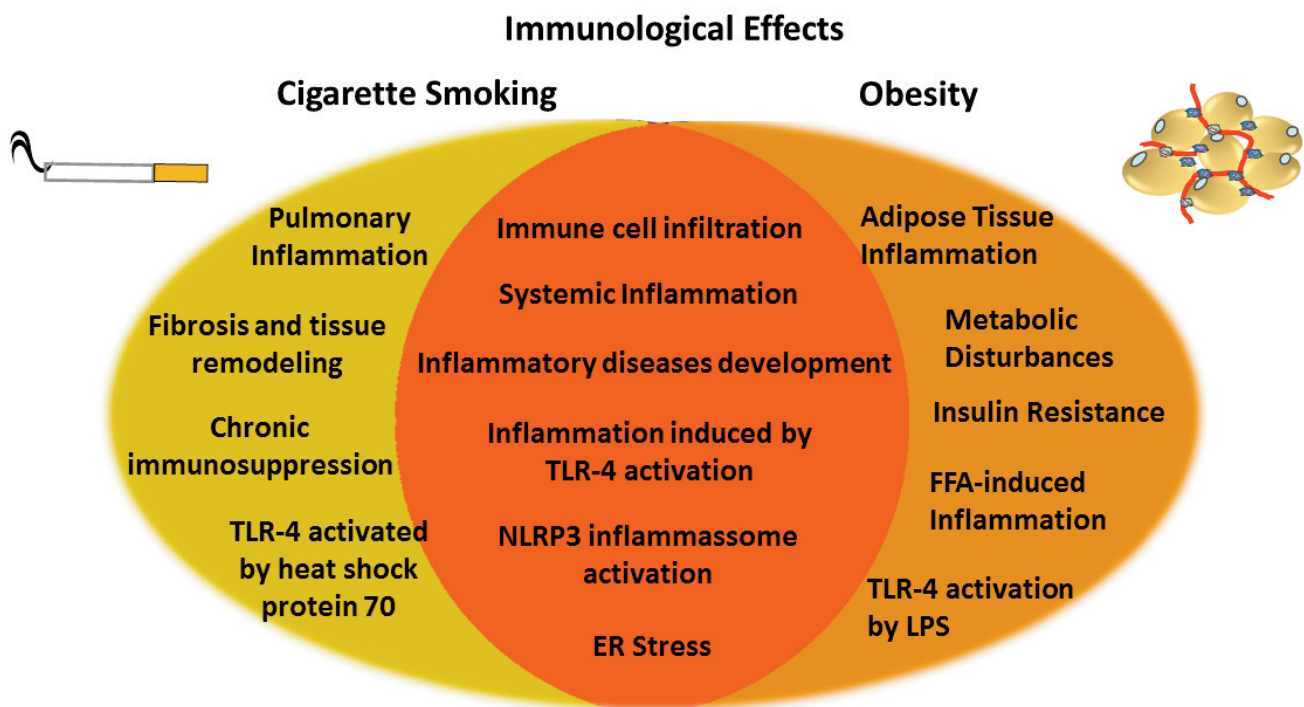 Immunological Effects
Cigarette Smoking
Obesity
Pulmonary
Inflammation
Fibrosis and tissue
remodeling
Chronic
immunosuppression
TLR-4 activated
by heat shock
protein 70
Immune cell infiltration
Systemic Inflammation
Inflammatory diseases development
Inflammation induced by
TLR-4 activation
NLRP3 inflammassome
activation
ER Stress
Adipose Tissue
Inflammation
Metabolic
Disturbances
Insulin Resistance
FFA-induced
Inflammation
TLR-4 activation
by LPS